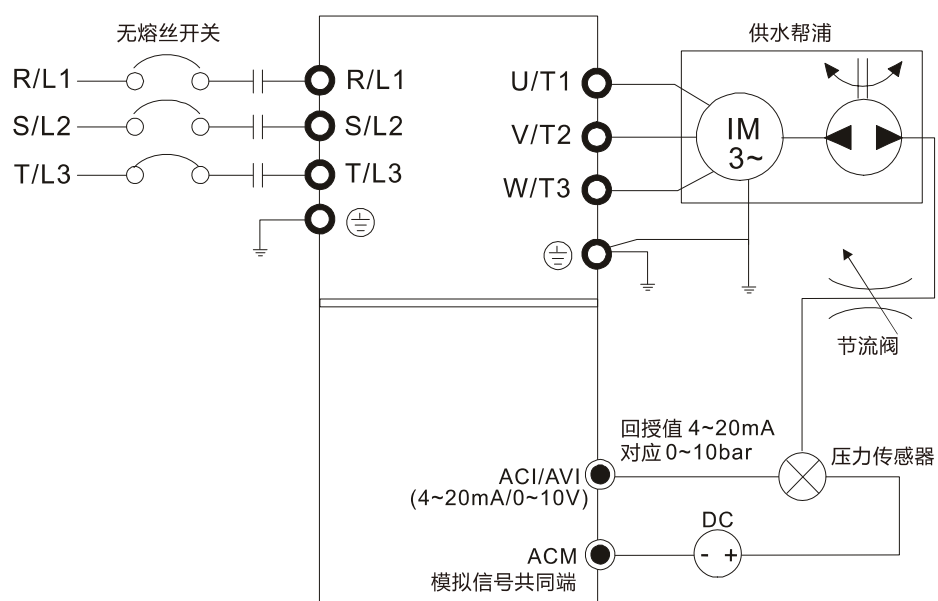 无熔丝开关
供水帮浦
R/L1
R/L1
U/T1
S/L2
S/L2
V/T2
IM
3~
T/L3
T/L3
W/T3
节流阀
回授值 4~20mA
对应 0~10bar
压力传感器
ACI/AVI
(4~20mA/0~10V)
DC
- +
ACM
模拟信号共同端